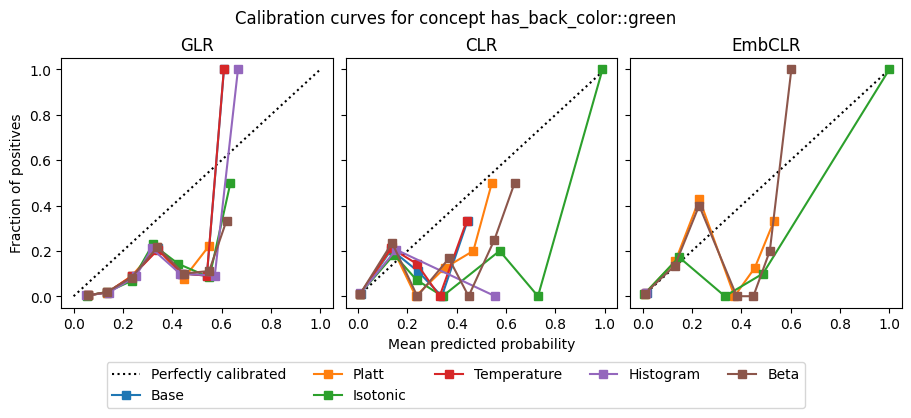 Calibration curves for concept has_back_color::green
GLR
CLR
EmbCLR
Fraction of positives
1.0
0.8
0.6
0.4
0.2
0.0
0.0 0.2 0.4 0.6 0.8 1.0
0.0 0.2 0.4 0.6 0.8 1.0
0.0 0.2 0.4 0.6 0.8 1.0
Mean predicted probability
Perfectly calibrated
Base
Platt
Isotonic
Temperature
Histogram
Beta